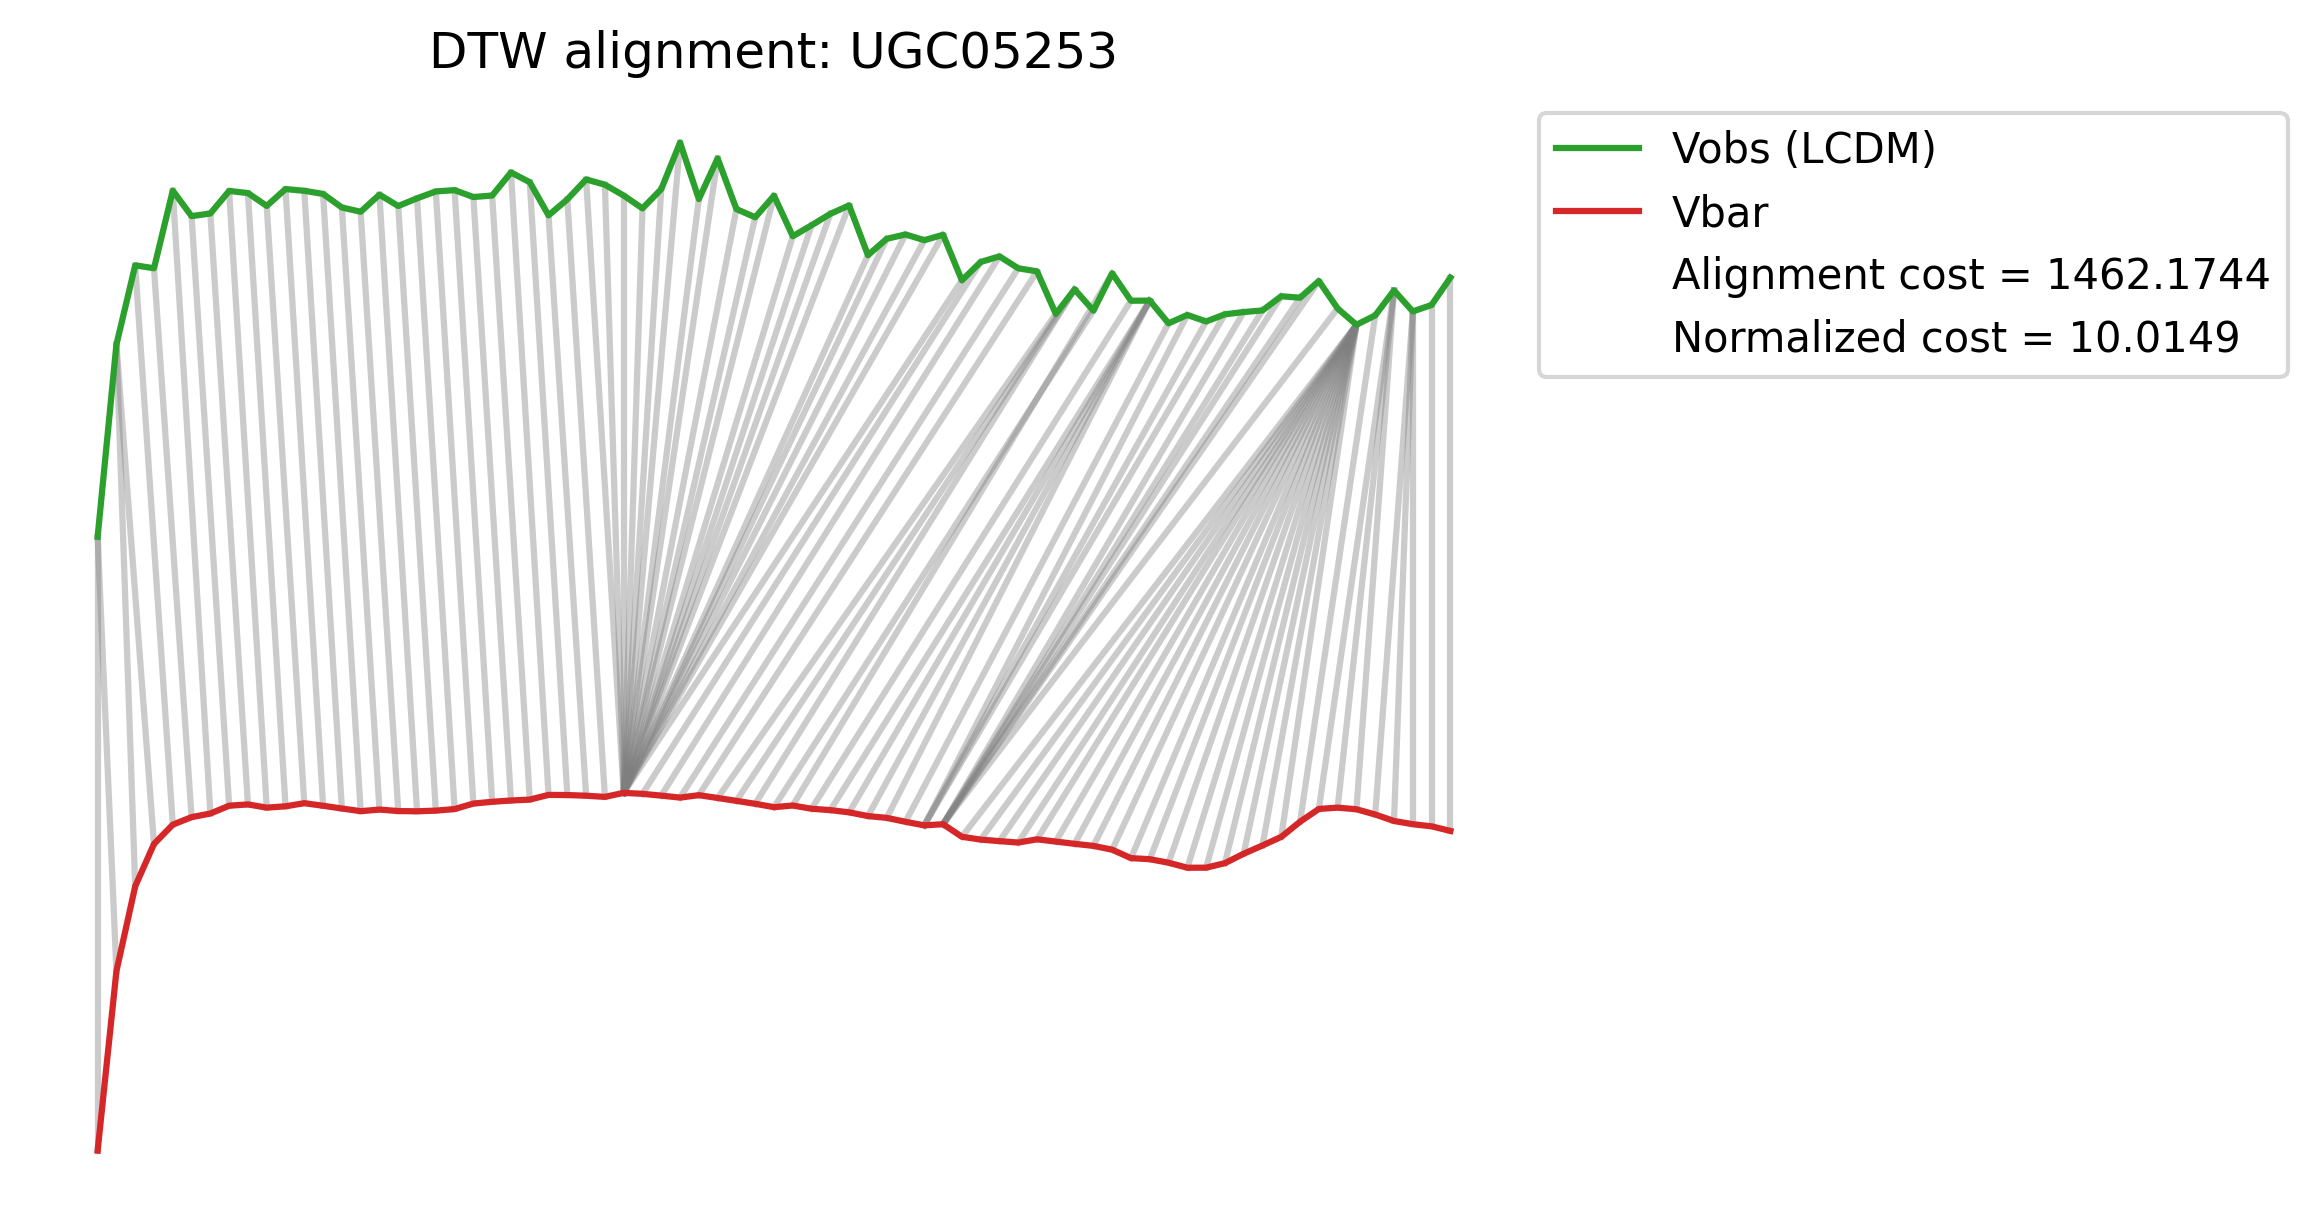 DTW alignment: UGC05253
Vobs (LCDM)
Vbar
Alignment cost = 1462.1744
Normalized cost = 10.0149